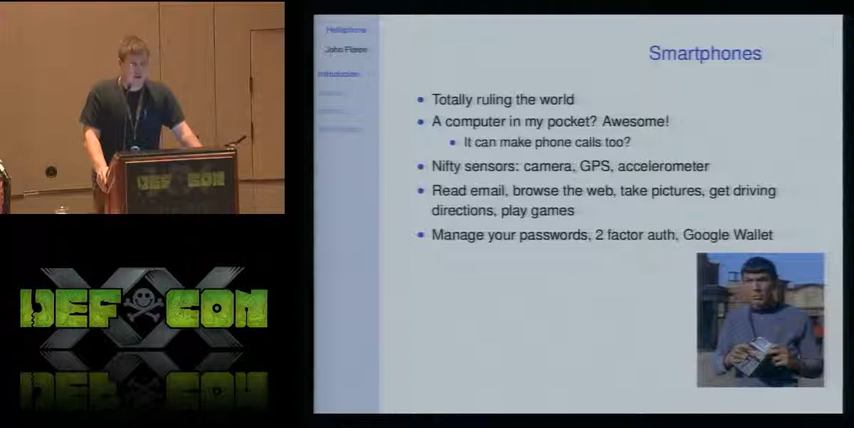 Hellaphone
John Floren
Introduction
Smartphones
Totally ruling the world
A computer in my pocket? Awesome!
It can make phone calls too?
Nifty sensors: camera, GPS, accelerometer
Read email, browse the web, take pictures, get driving
directions, play games
Manage your passwords, 2 factor auth, Google Wallet
DEF CON
DEF CON
XX